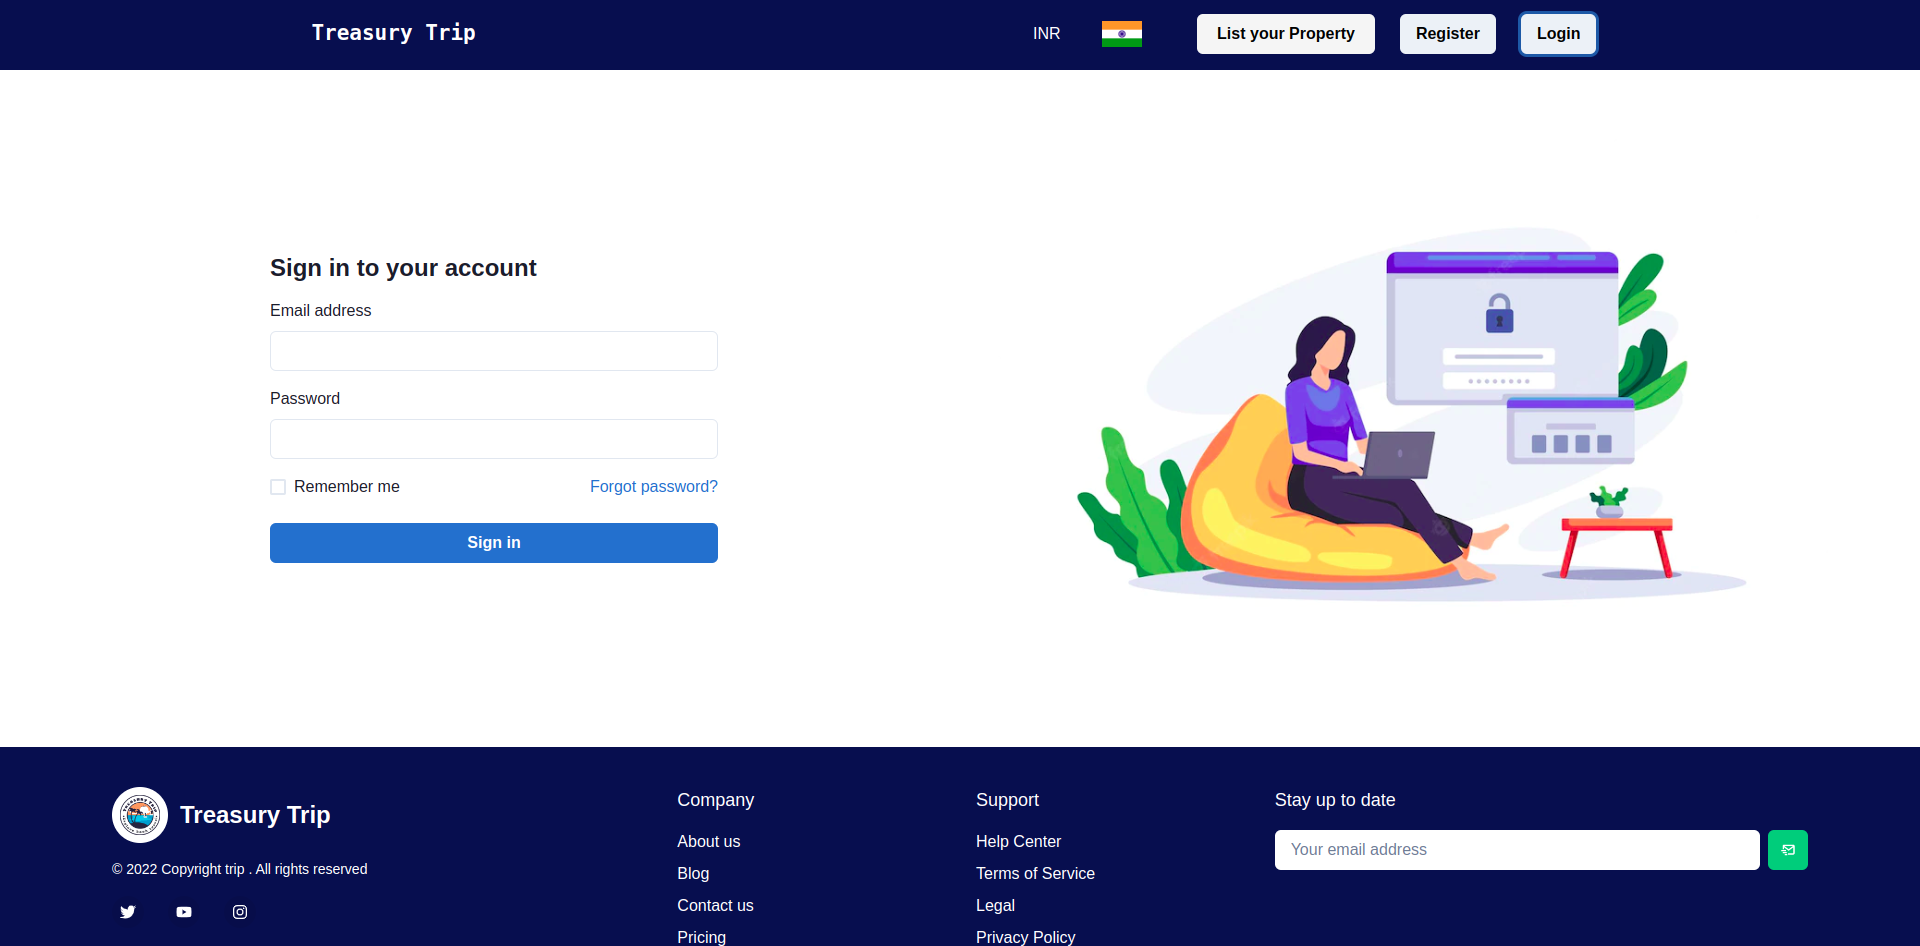 Treasury Trip
INR
List your Property
Register
Login
Sign in to your account
Email address
Password
Remember me
Forgot password?
Sign in
Treasury Trip
© 2022 Copyright trip . All rights reserved
Company
About us
Blog
Contact us
Pricing
Support
Help Center
Terms of Service
Legal
Privacy Policy
Stay up to date
Your email address